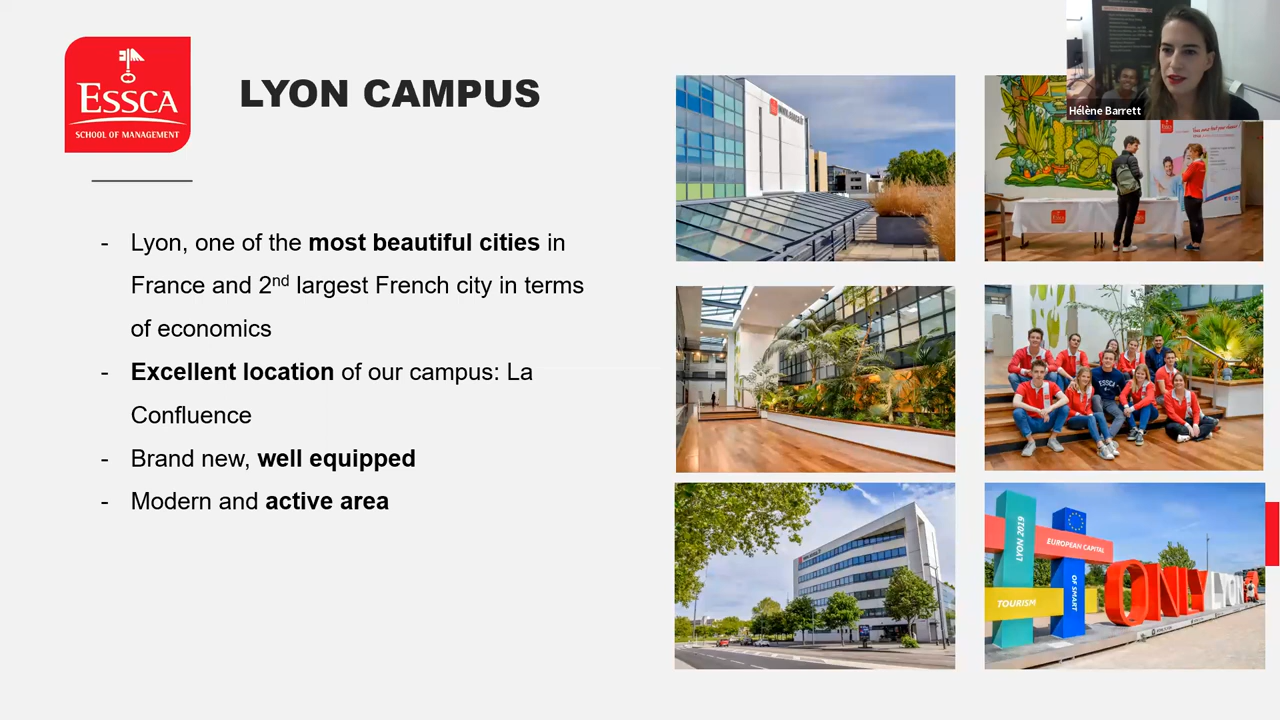 ESSCA
SCHOOL OF MANAGEMENT
LYON CAMPUS
- Lyon, one of the most beautiful cities in
France and 2nd largest French city in terms
of economics
- Excellent location of our campus: La
Confluence
- Brand new, well equipped
- Modern and active area
Hélène Barrett
ESSCA
LYON 2019
EUROPEAN CAPITAL
OF SMART
TOURISM
ONLYLYON